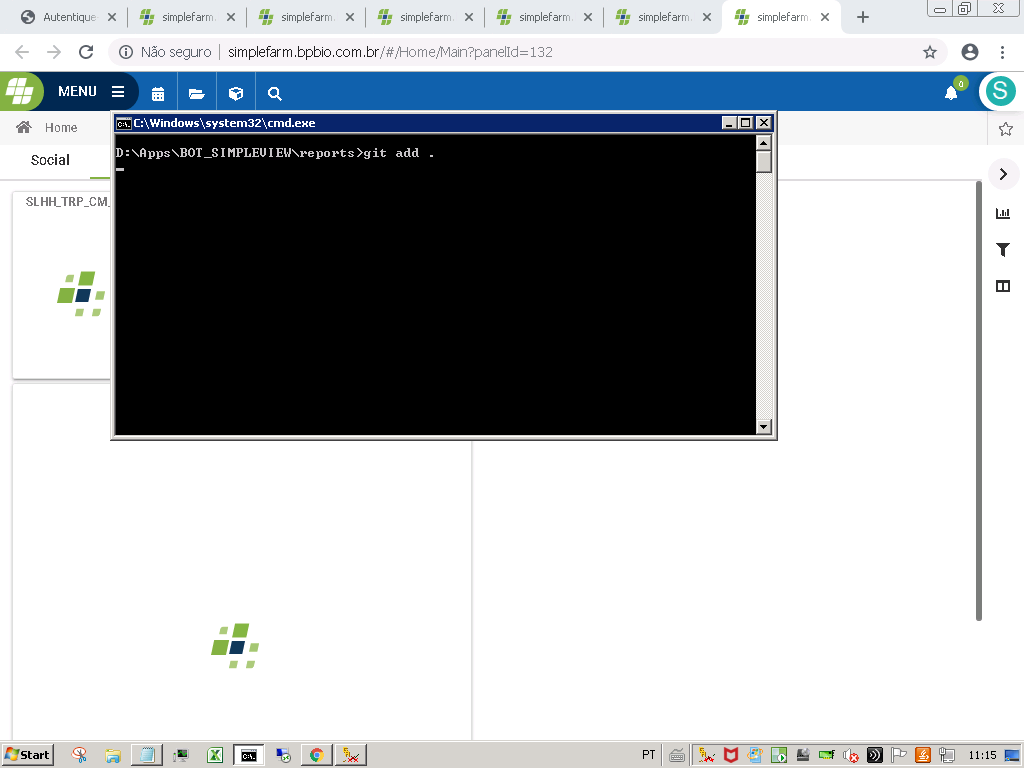 Autentique
simplefarm.
simplefarm.
simplefarm.
simplefarm.
simplefarm.
simplefarm.
Não seguro
simplefarm.bpbio.com.br/#/Home/Main?panelId=132
MENU
0
S
Home
C:\Windows\system32\cmd.exe
Social
D:\Apps\BOT_SIMPLEVIEW\reports>git add .
SLHH_TRP_CM_
Start
PT
11:15